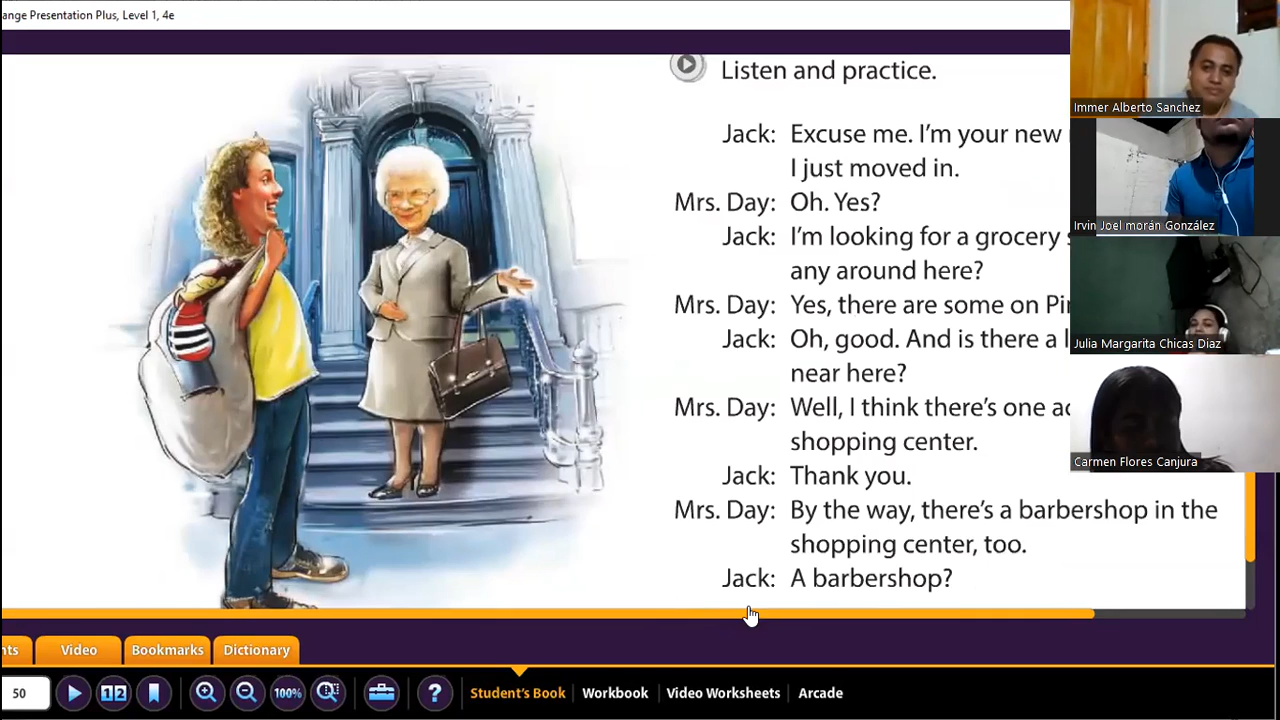 ange Presentation Plus, Level 1, 4e
Listen and practice.
Jack: Excuse me. I'm your new
I just moved in.
Mrs. Day: Oh. Yes?
Jack: I'm looking for a grocery
any around here?
Mrs. Day: Yes, there are some on
Jack: Oh, good. And is there a
near here?
Mrs. Day: Well, I think there's one
shopping center.
Jack: Thank you.
Mrs. Day: By the way, there's a barbershop in the
shopping center, too.
Jack: A barbershop?
Immer Alberto Sanchez
Irvin Joel morán González
Julia Margarita Chicas Diaz
Carmen Flores Canjura
nts Video Bookmarks Dictionary
50 1 2 100% ? Student's Book Workbook Video Worksheets Arcade